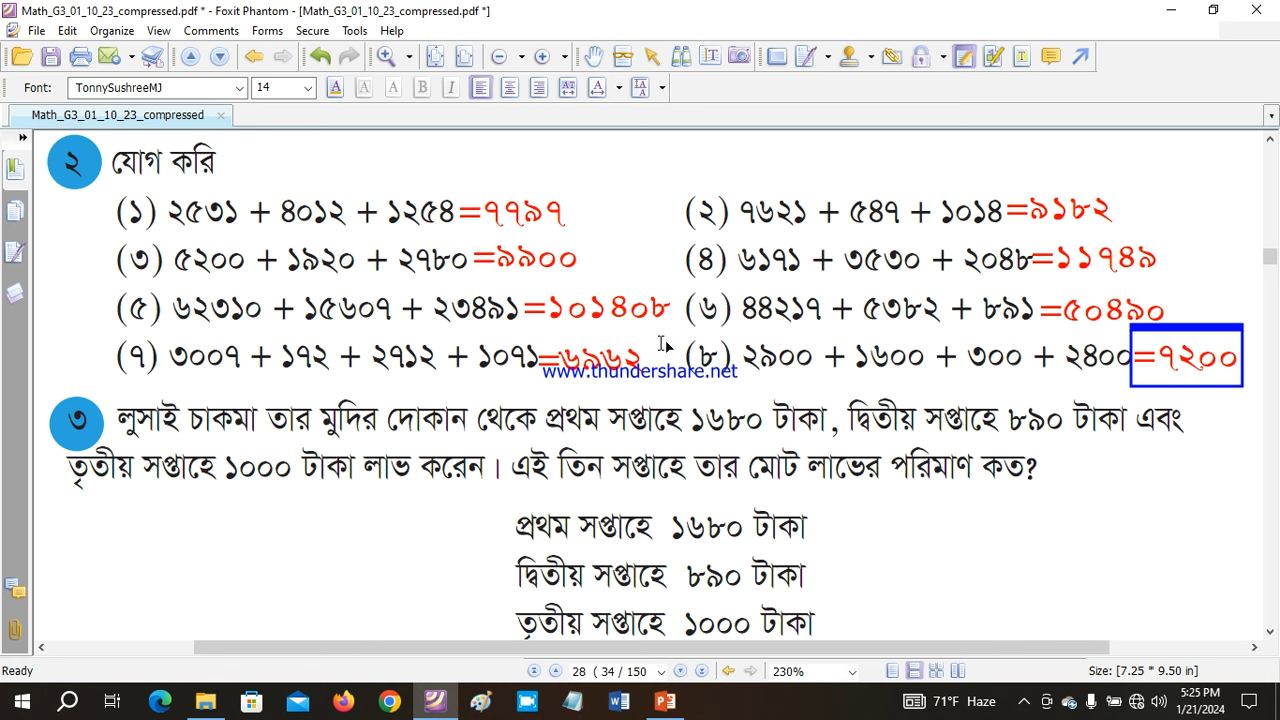 Math_G3_01_10_23_compressed.pdf * - Foxit Phantom - [Math_G3_01_10_23_compressed.pdf *]
File Edit Organize View Comments Forms Secure Tools Help
Font: TonnySushreeMJ 14
Math_G3_01_10_23_compressed
২ যোগ করি
(১) ২৫৩১ + ৪০১২ + ১২৫৪ =৭৭৯৭ (২) ৭৬২১ + ৫৪৭ + ১০১৪ =৯১৮২
(৩) ৫২০০ + ১৯২০ + ২৭৮০ =৯৯০০ (৪) ৬১৭১ + ৩৫৩০ + ২০৪৮ =১১৭৪৯
(৫) ৬২৩১০ + ১৫৬০৭ + ২৩৪৯১ =১০১৪০৮ (৬) ৪৪২১৭ + ৫৩৮২ + ৮৯১ =৫০৪৯০
(৭) ৩০০৭ + ১৭২ + ২৭১২ + ১০৭১ =৬৯৬২ (৮) ২৯০০ + ১৬০০ + ৩০০ + ২৪০০ =৭২০০
www.thundershare.net
৩ লুসাই চাকমা তার মুদির দোকান থেকে প্রথম সপ্তাহে ১৬৮০ টাকা, দ্বিতীয় সপ্তাহে ৮৯০ টাকা এবং
তৃতীয় সপ্তাহে ১০০০ টাকা লাভ করেন। এই তিন সপ্তাহে তার মোট লাভের পরিমাণ কত?
প্রথম সপ্তাহে ১৬৮০ টাকা
দ্বিতীয় সপ্তাহে ৮৯০ টাকা
তৃতীয় সপ্তাহে ১০০০ টাকা
Ready 28 ( 34 / 150 ) 230% Size: [7.25 * 9.50 in]
71°F Haze 5:25 PM
1/21/2024